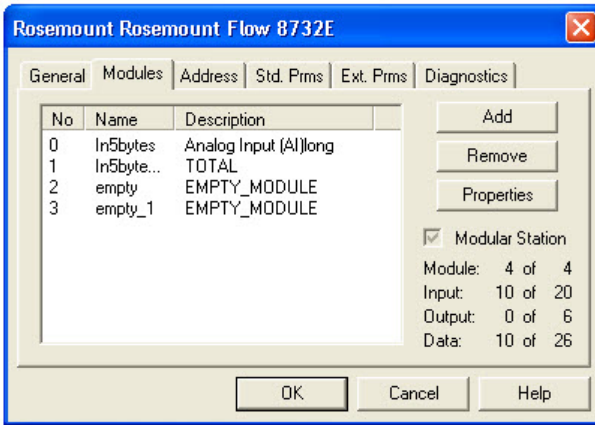 Rosemount Rosemount Flow 8732E
General Modules Address Std. Prms Ext. Prms Diagnostics
No Name Description
0 In5bytes Analog Input (AI)long
1 In5byte... TOTAL
2 empty EMPTY_MODULE
3 empty_1 EMPTY_MODULE
Add
Remove
Properties
Modular Station
Module: 4 of 4
Input: 10 of 20
Output: 0 of 6
Data: 10 of 26
OK Cancel Help